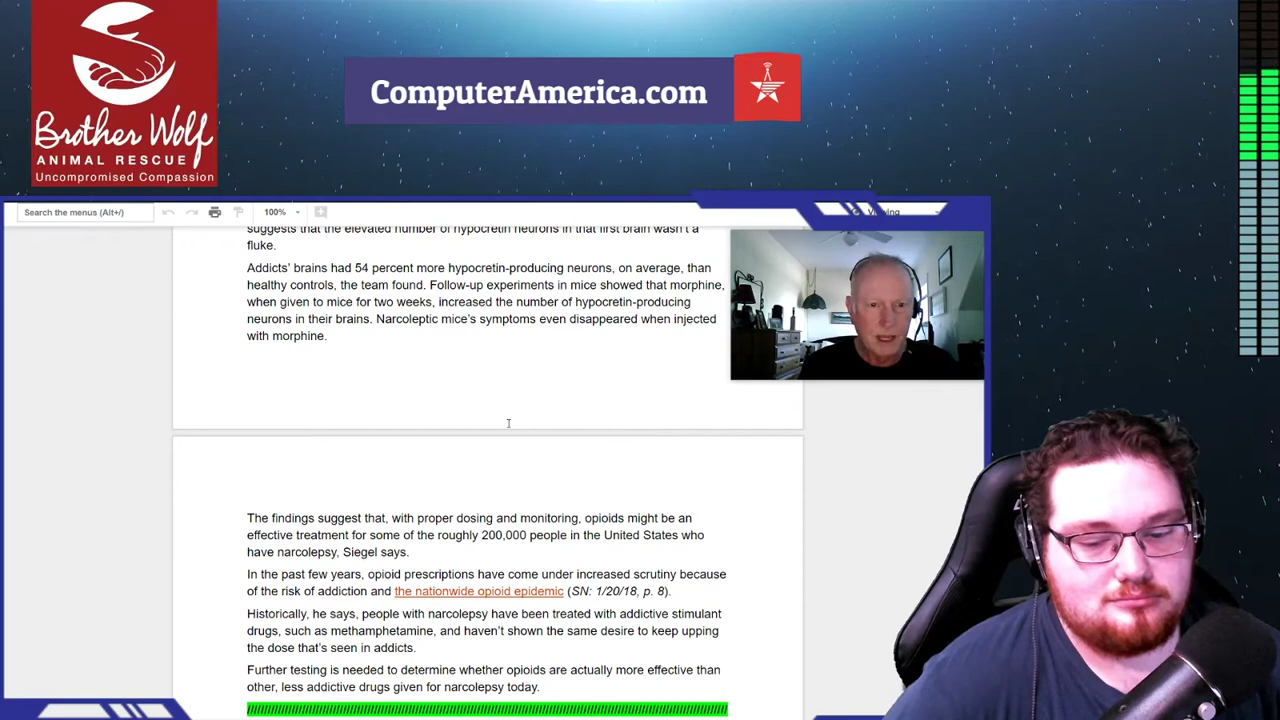 Brother Wolf
ANIMAL RESCUE
Uncompromised Compassion
ComputerAmerica.com
Search the menus (Alt+/)
100%
suggests that the elevated number of hypocretin neurons in that first brain wasn't a
fluke.
Addicts' brains had 54 percent more hypocretin-producing neurons, on average, than
healthy controls, the team found. Follow-up experiments in mice showed that morphine,
when given to mice for two weeks, increased the number of hypocretin-producing
neurons in their brains. Narcoleptic mice's symptoms even disappeared when injected
with morphine.
The findings suggest that, with proper dosing and monitoring, opioids might be an
effective treatment for some of the roughly 200,000 people in the United States who
have narcolepsy, Siegel says.
In the past few years, opioid prescriptions have come under increased scrutiny because
of the risk of addiction and the nationwide opioid epidemic (SN: 1/20/18, p. 8).
Historically, he says, people with narcolepsy have been treated with addictive stimulant
drugs, such as methamphetamine, and haven't shown the same desire to keep upping
the dose that's seen in addicts.
Further testing is needed to determine whether opioids are actually more effective than
other, less addictive drugs given for narcolepsy today.